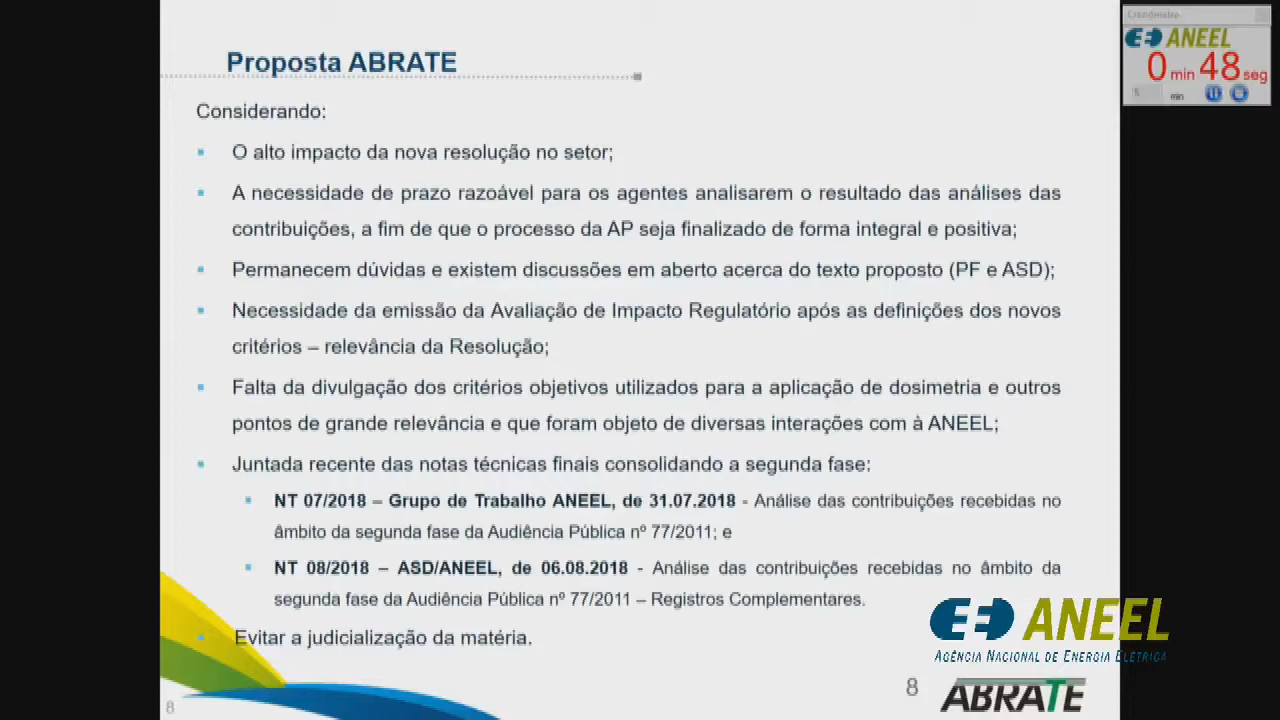 Proposta ABRATE
Considerando:
O alto impacto da nova resolução no setor;
A necessidade de prazo razoável para os agentes analisarem o resultado das análises das
contribuições, a fim de que o processo da AP seja finalizado de forma integral e positiva;
Permanecem dúvidas e existem discussões em aberto acerca do texto proposto (PF e ASD);
Necessidade da emissão da Avaliação de Impacto Regulatório após as definições dos novos
critérios – relevância da Resolução;
Falta da divulgação dos critérios objetivos utilizados para a aplicação de dosimetria e outros
pontos de grande relevância e que foram objeto de diversas interações com à ANEEL;
Juntada recente das notas técnicas finais consolidando a segunda fase:
NT 07/2018 – Grupo de Trabalho ANEEL, de 31.07.2018 - Análise das contribuições recebidas no
âmbito da segunda fase da Audiência Pública nº 77/2011; e
NT 08/2018 – ASD/ANEEL, de 06.08.2018 - Análise das contribuições recebidas no âmbito da
segunda fase da Audiência Pública nº 77/2011 – Registros Complementares.
Evitar a judicialização da matéria.
8
8
ABRATE
ANEEL
AGÊNCIA NACIONAL DE ENERGIA ELÉTRICA
Cronômetro
ANEEL
0 min 48 seg
5 min